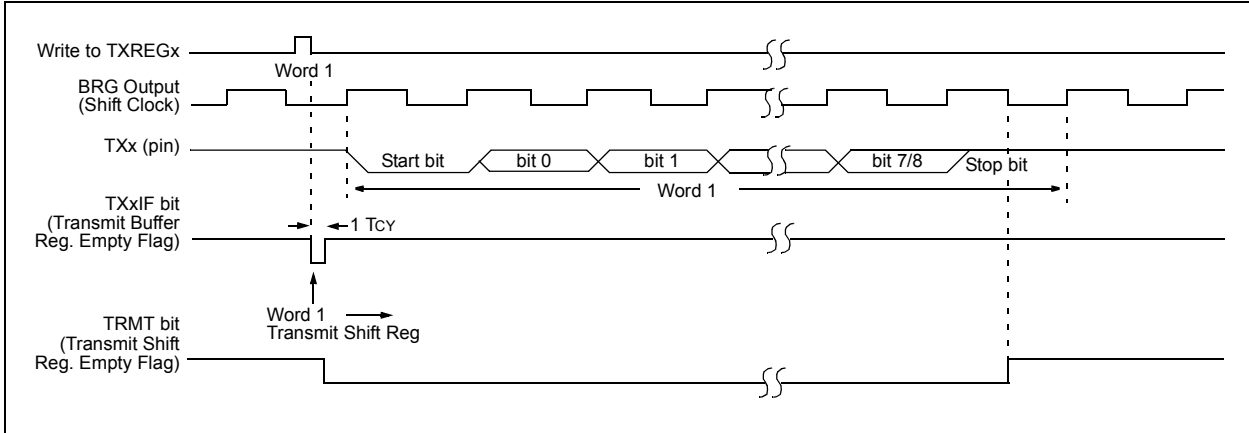 Write to TXREGx
Word 1
BRG Output
(Shift Clock)
TXx (pin)
Start bit
bit 0
bit 1
bit 7/8
Stop bit
Word 1
TXxIF bit
(Transmit Buffer
Reg. Empty Flag)
1 TCY
Word 1
Transmit Shift Reg
TRMT bit
(Transmit Shift
Reg. Empty Flag)